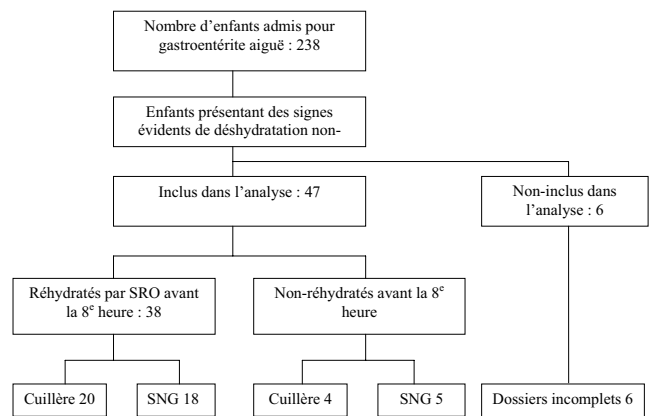 Nombre d'enfants admis pour
gastroentérite aiguë : 238
Enfants présentant des signes
évidents de déshydratation non-
Inclus dans l'analyse : 47
Non-inclus dans
l'analyse : 6
Réhydratés par SRO avant
la 8e heure : 38
Non-réhydratés avant la 8e
heure
Cuillère 20
SNG 18
Cuillère 4
SNG 5
Dossiers incomplets 6